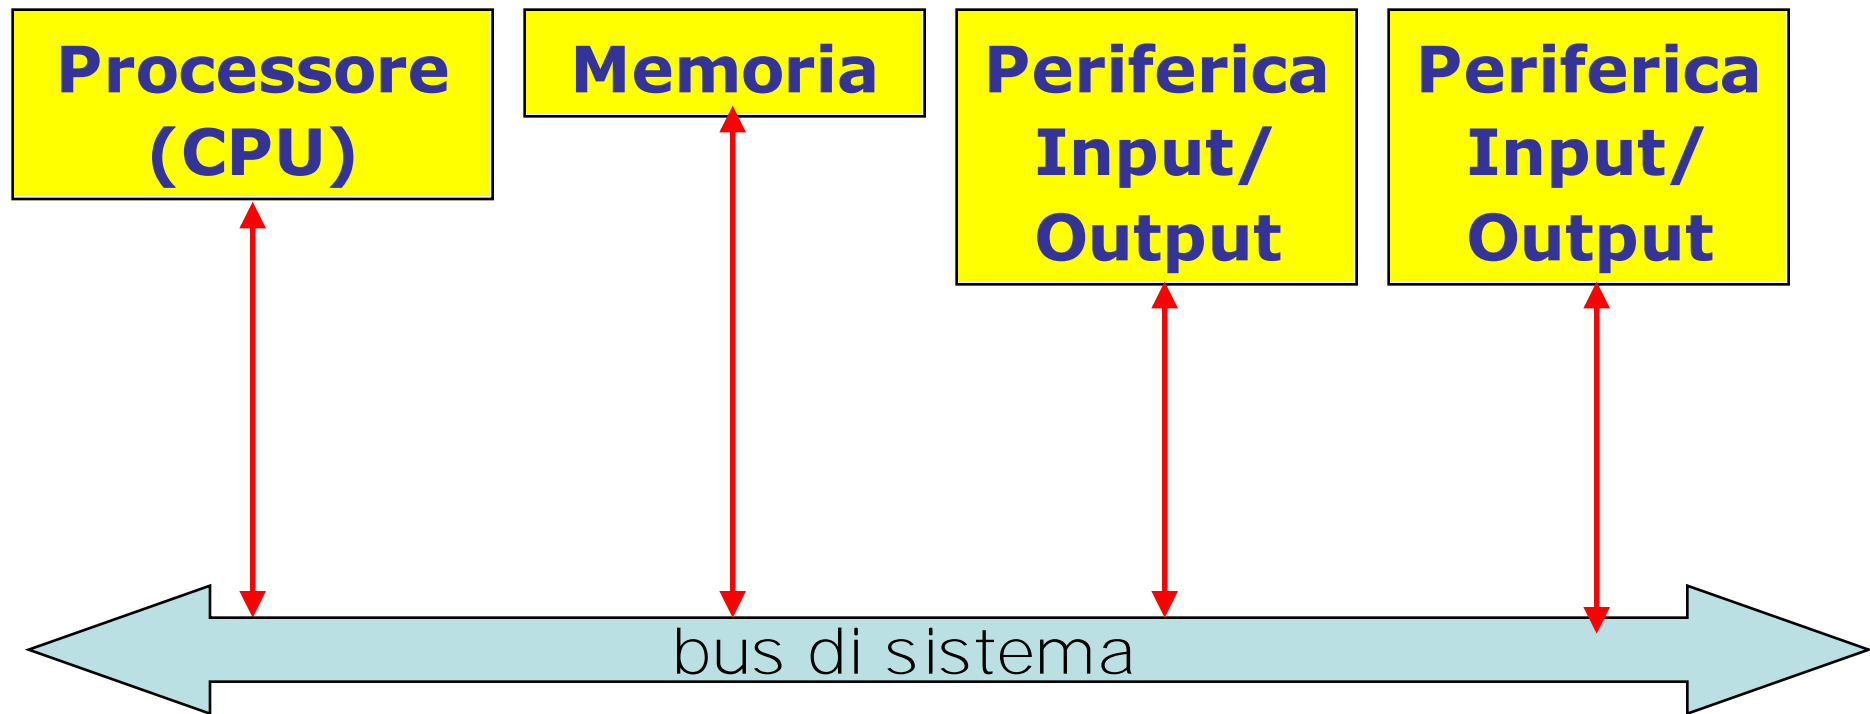 Processore
(CPU)
Memoria
Periferica
Input/
Output
Periferica
Input/
Output
bus di sistema